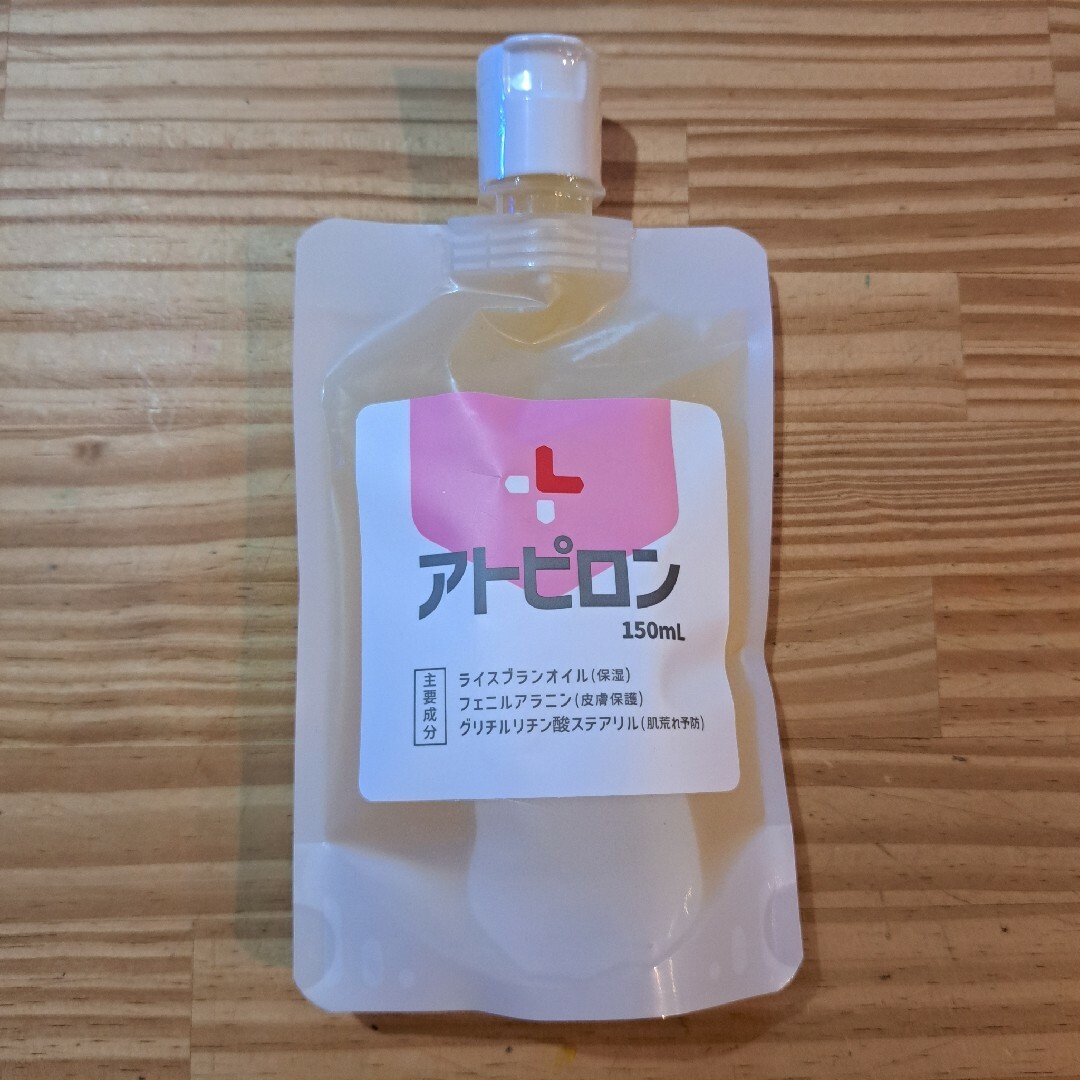 アトピロン
150mL
主要成分
ライスブランオイル(保湿)
フェニルアラニン(皮膚保護)
グリチルリチン酸ステアリル(肌荒れ予防)